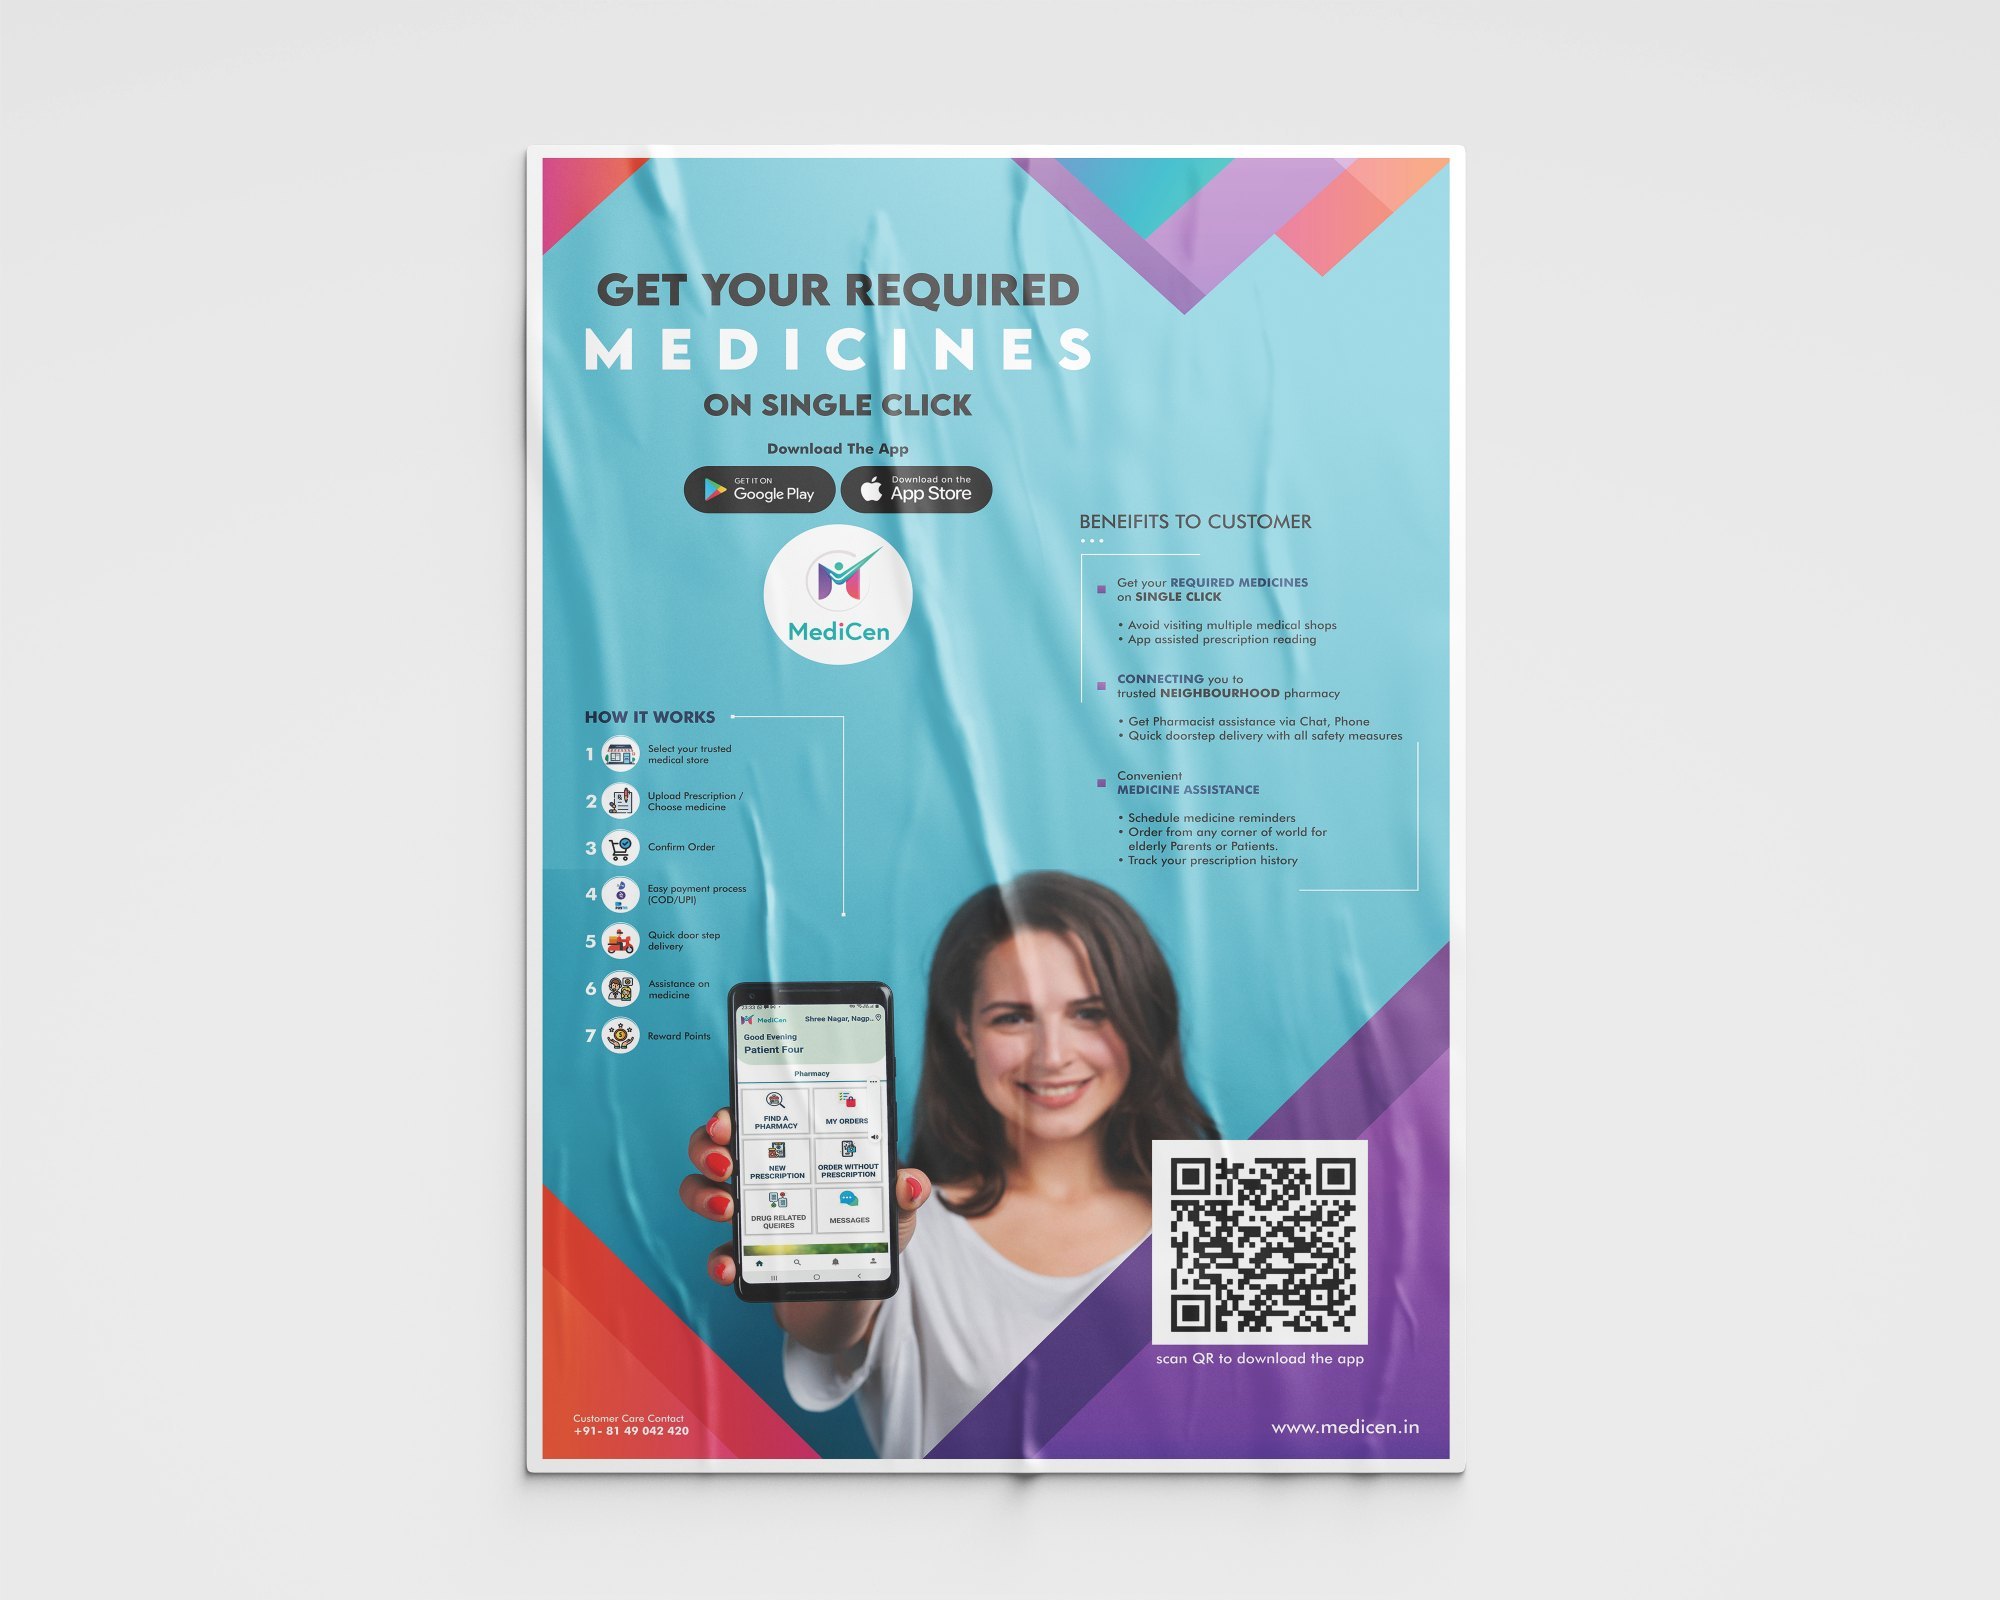 GET YOUR REQUIRED
MEDICINES
ON SINGLE CLICK
Download The App
GET IT ON
Google Play
Download on the
App Store
MediCen
BENEIFITS TO CUSTOMER
Get your REQUIRED MEDICINES
on SINGLE CLICK
• Avoid visiting multiple medical shops
• App assisted prescription reading
CONNECTING you to
trusted NEIGHBOURHOOD pharmacy
• Get Pharmacist assistance via Chat, Phone
• Quick doorstep delivery with all safety measures
Convenient
MEDICINE ASSISTANCE
• Schedule medicine reminders
• Order from any corner of world for
elderly Parents or Patients.
• Track your prescription history
HOW IT WORKS
1 Select your trusted
medical store
2 Upload Prescription /
Choose medicine
3 Confirm Order
4 Easy payment process
(COD/UPI)
5 Quick door step
delivery
6 Assistance on
medicine
7 Reward Points
MediCen
Shree Nagar, Nagp...
Good Evening
Patient Four
Pharmacy
FIND A
PHARMACY
MY ORDERS
NEW
PRESCRIPTION
ORDER WITHOUT
PRESCRIPTION
DRUG RELATED
QUEIRES
MESSAGES
scan QR to download the app
Customer Care Contact
+91- 81 49 042 420
www.medicen.in